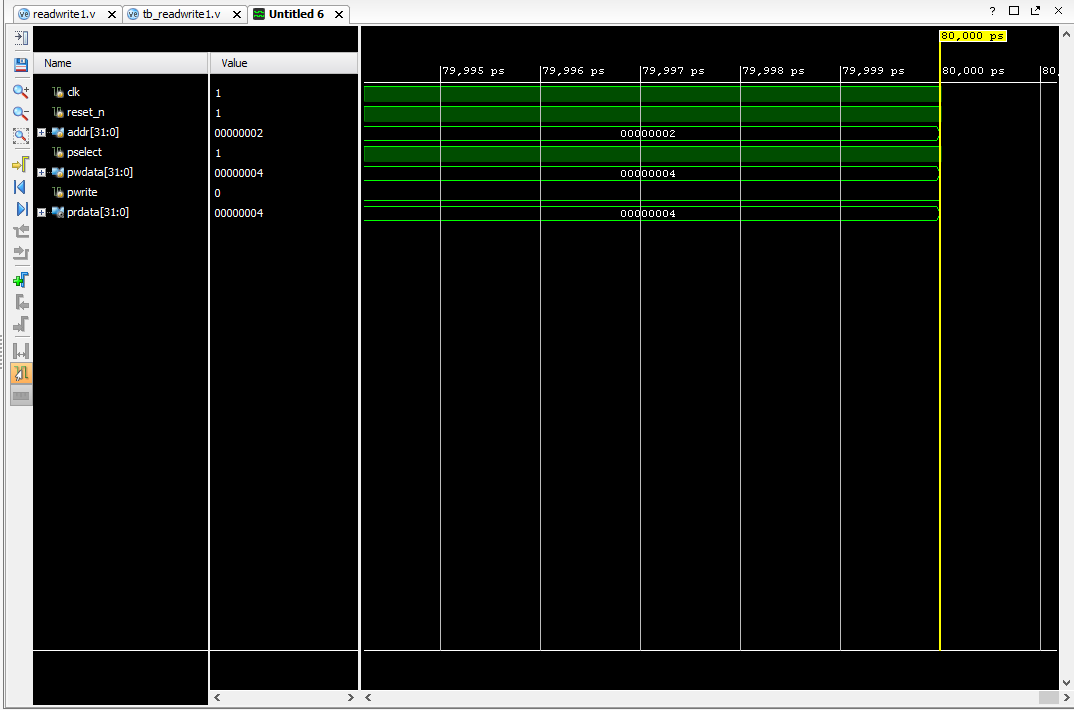 readwrite1.v tb_readwrite1.v Untitled 6 ?
80,000 ps
Name Value
79,995 ps 79,996 ps 79,997 ps 79,998 ps 79,999 ps 80,000 ps 80,
clk 1
reset_n 1
addr[31:0] 00000002 00000002
pselect 1
pwdata[31:0] 00000004 00000004
pwrite 0
prdata[31:0] 00000004 00000004